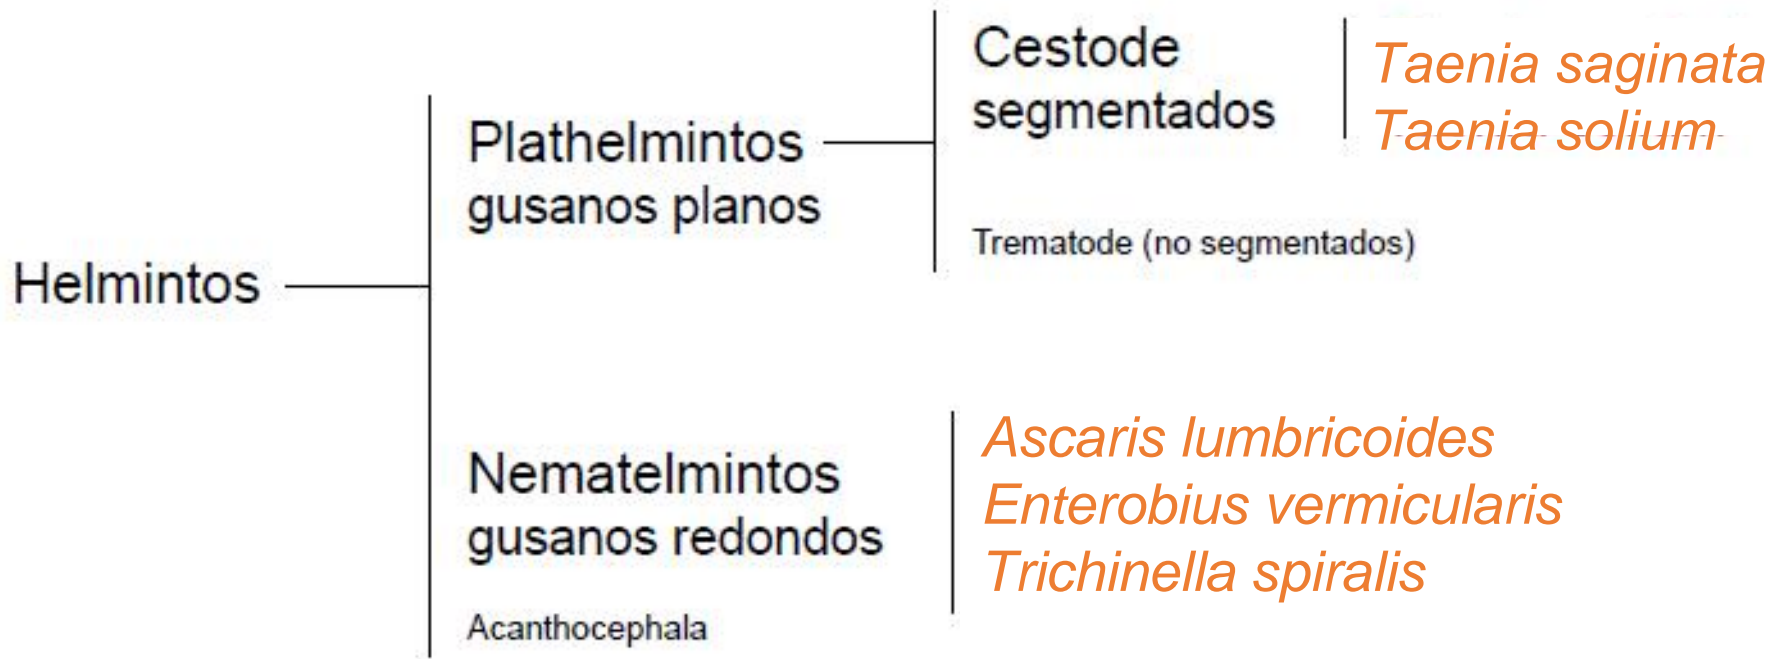 Helmintos
Plathelmintos
gusanos planos
Cestode
segmentados
Taenia saginata
Taenia solium
Trematode (no segmentados)
Nematelmintos
gusanos redondos
Ascaris lumbricoides
Enterobius vermicularis
Trichinella spiralis
Acanthocephala